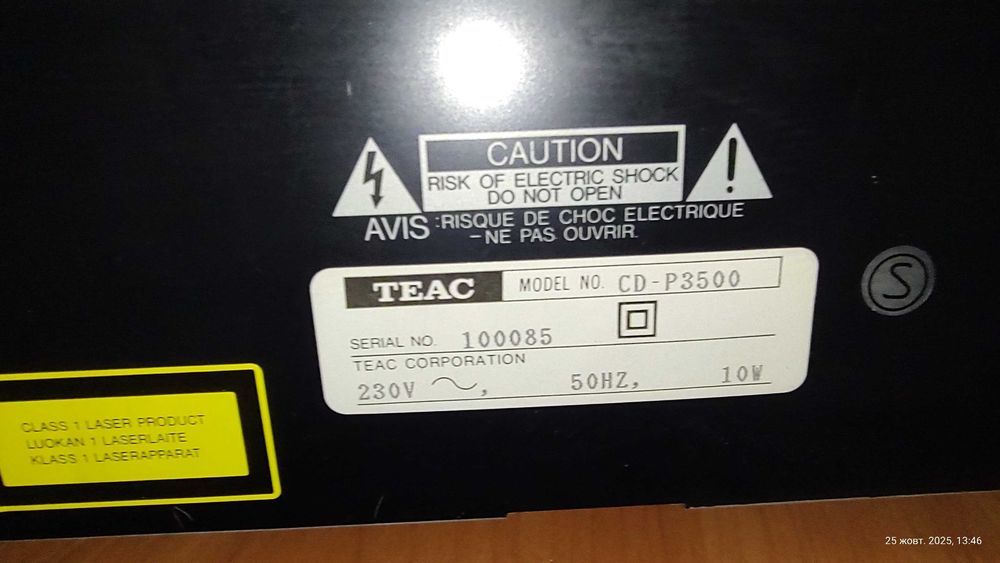 CAUTION
RISK OF ELECTRIC SHOCK
DO NOT OPEN
AVIS :RISQUE DE CHOC ELECTRIQUE
–NE PAS OUVRIR.
TEAC MODEL NO. CD-P3500
SERIAL NO. 100085
TEAC CORPORATION
230V ~, 50HZ, 10W
S
CLASS 1 LASER PRODUCT
LUOKAN 1 LASERLAITE
KLASS 1 LASERAPPARAT
25 жовт. 2025, 13:46